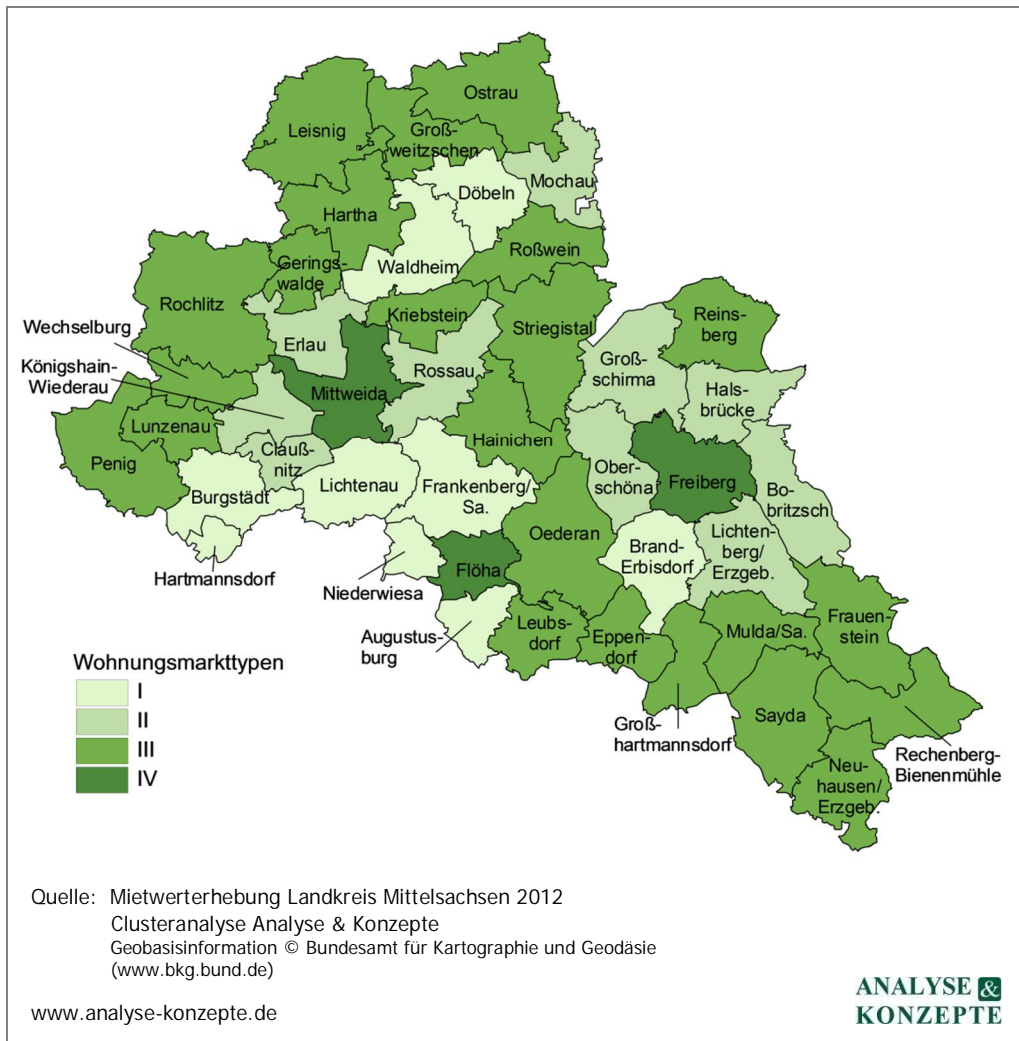 Ostrau
Leisnig
Groß-
weitzschen
Mochau
Döbeln
Hartha
Roßwein
Waldheim
Gerings-
walde
Rochlitz
Kriebstein
Striegistal
Reins-
berg
Wechselburg
Erlau
Königshain-
Wiederau
Rossau
Groß-
schirma
Hals-
brücke
Mittweida
Lunzenau
Hainichen
Penig
Clauß-
nitz
Burgstädt
Lichtenau
Frankenberg/
Sa.
Ober-
schöna
Freiberg
Bo-
britzsch
Oederan
Lichten-
berg/
Erzgeb.
Brand-
Erbisdorf
Hartmannsdorf
Niederwiesa
Flöha
Augustus-
burg
Leubs-
dorf
Eppen-
dorf
Mulda/Sa.
Frauen-
stein
Groß-
hartmannsdorf
Sayda
Rechenberg-
Bienenmühle
Neu-
hausen/
Erzgeb.
Wohnungsmarkttypen
I
II
III
IV
Quelle: Mietwerterhebung Landkreis Mittelsachsen 2012
Clusteranalyse Analyse & Konzepte
Geobasisinformation © Bundesamt für Kartographie und Geodäsie
(www.bkg.bund.de)
www.analyse-konzepte.de
ANALYSE &
KONZEPTE